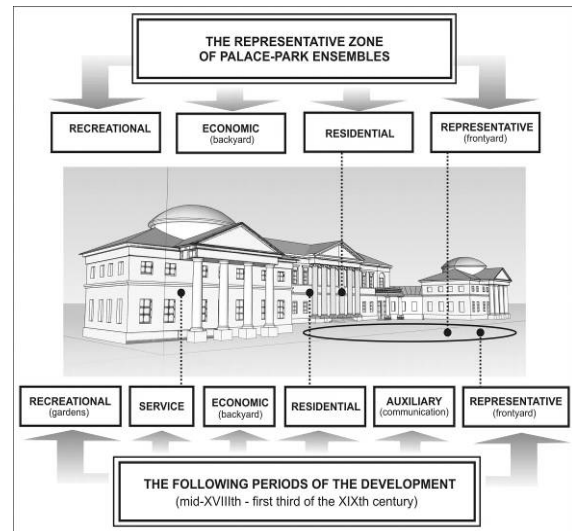 THE REPRESENTATIVE ZONE
OF PALACE-PARK ENSEMBLES
RECREATIONAL
ECONOMIC
(backyard)
RESIDENTIAL
REPRESENTATIVE
(frontyard)
RECREATIONAL
(gardens)
SERVICE
ECONOMIC
(backyard)
RESIDENTIAL
AUXILIARY
(communication)
REPRESENTATIVE
(frontyard)
THE FOLLOWING PERIODS OF THE DEVELOPMENT
(mid-XVIIIth - first third of the XIXth century)